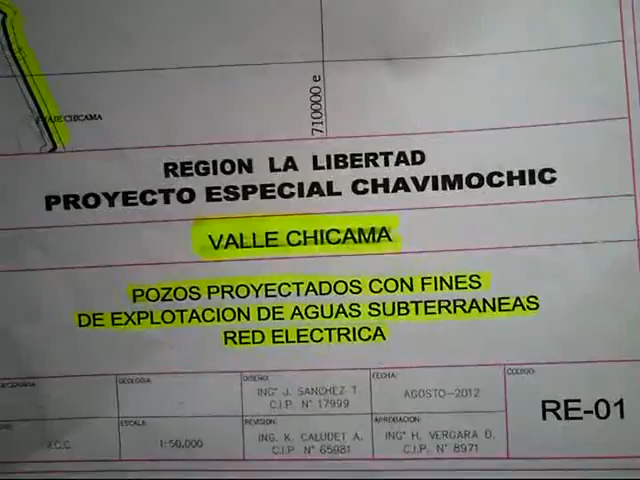 CHICAMA
710000 e
REGION LA LIBERTAD
PROYECTO ESPECIAL CHAVIMOCHIC
VALLE CHICAMA
POZOS PROYECTADOS CON FINES
DE EXPLOTACION DE AGUAS SUBTERRANEAS
RED ELECTRICA
GEOLOGIA:
DISEÑO:
ING° J. SANCHEZ T.
C.I.P. N° 17999
FECHA:
AGOSTO-2012
CODIGO:
RE-01
ESCALA:
1:50,000
REVISION:
ING. K. CALUDET A.
C.I.P. N° 65981
APROBACION:
ING° H. VERGARA D.
C.I.P. N° 8971